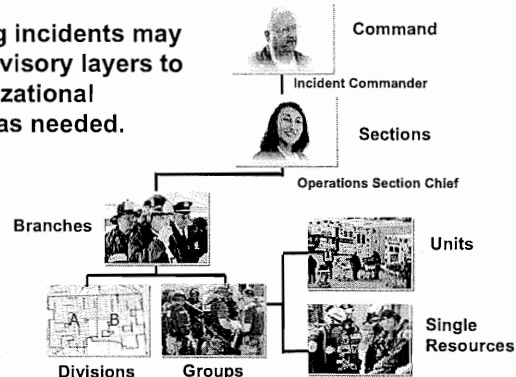 g incidents may
visory layers to
zational
as needed.
Command
Incident Commander
Sections
Operations Section Chief
Branches
Units
A B
Single
Resources
Divisions
Groups